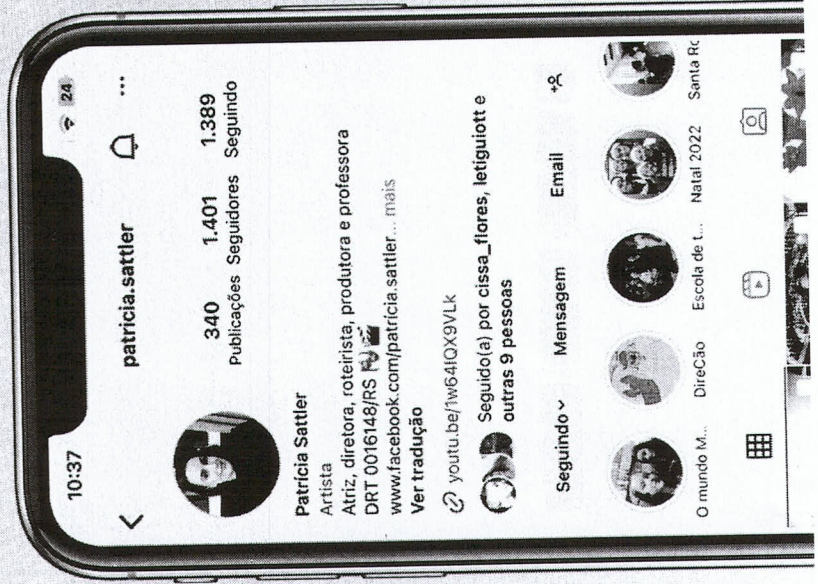 10:37
24
patricia.sattler
340 1.401 1.389
Publicações Seguidores Seguindo
Patrícia Sattler
Artista
Atriz, diretora, roteirista, produtora e professora
DRT 0016148/RS
www.facebook.com/patricia.sattler... mais
Ver tradução
youtu.be/1w64IQX9VLk
Seguido(a) por cissa_flores, letiguiott e
outras 9 pessoas
Seguindo Mensagem Email
O mundo M... DireCão Escola de t... Natal 2022 Santa Ro